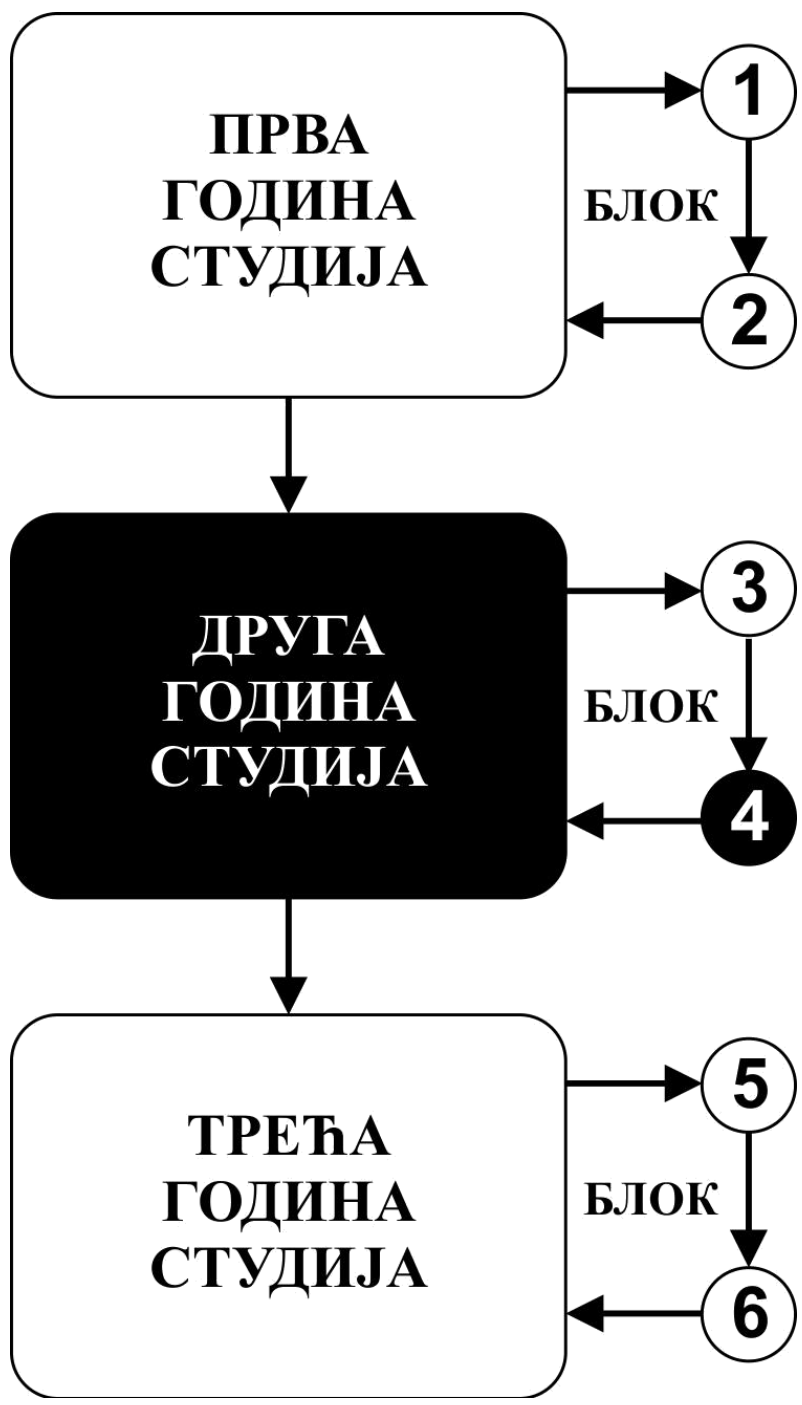 ПРВА
ГОДИНА
СТУДИЈА
1
БЛОК
2
ДРУГА
ГОДИНА
СТУДИЈА
3
БЛОК
4
ТРЕЋА
ГОДИНА
СТУДИЈА
5
БЛОК
6